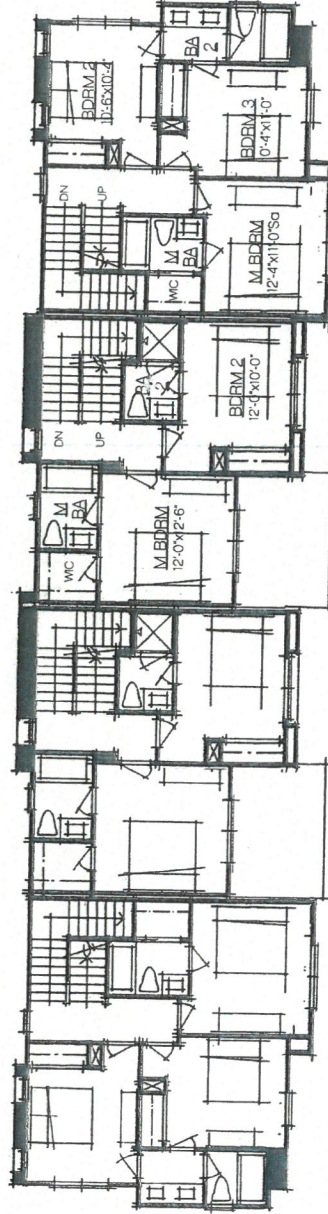 BDRM 2
10'-6"x10'-4"
BA
2
BDRM 3
10'-4"x11'-0"
DN
UP
M
BA
WIC
M BDRM
12'-4"x11'-0"Sa
DN
UP
BA
2
BDRM 2
12'-0"x10'-0"
M
BA
WIC
M BDRM
12'-0"x12'-6"